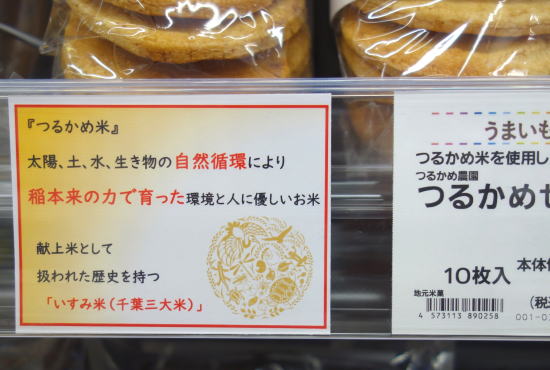 『つるかめ米』
太陽、土、水、生き物の自然循環により
稲本来の力で育った環境と人に優しいお米
献上米として
扱われた歴史を持つ
「いすみ米(千葉三大米)」
うまいも
つるかめ米を使用し
つるかめ農園
つるかめせ
10枚入
本体
地元米菓
(税
4 573113 890258
001-0